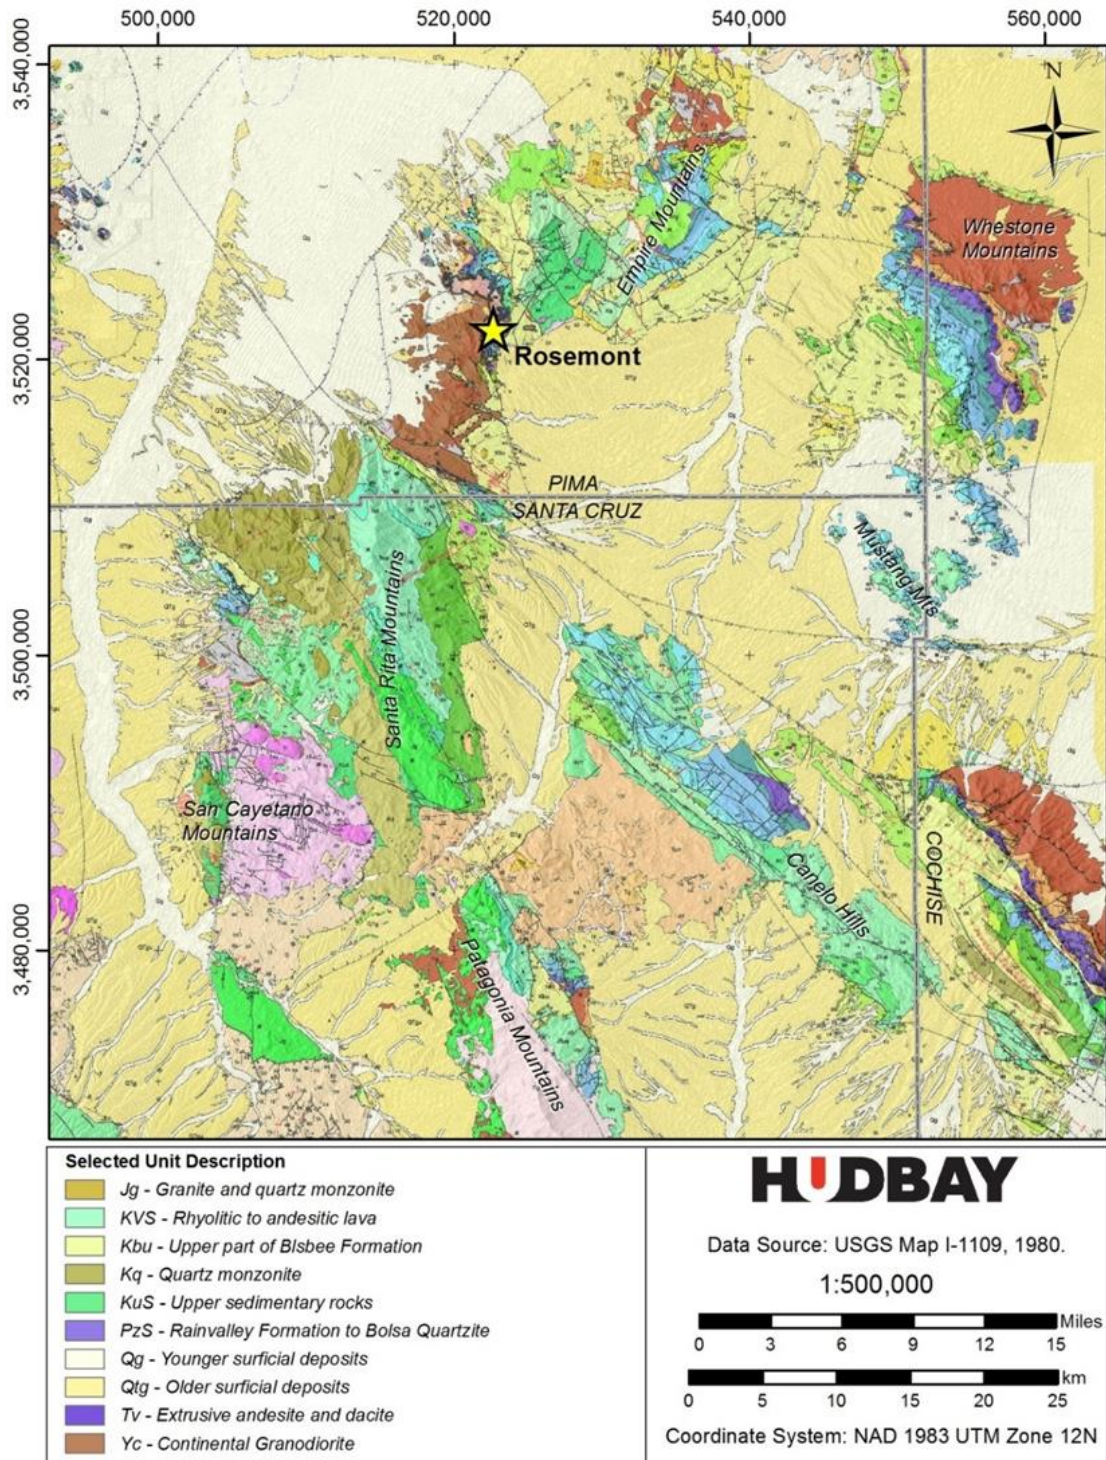 500,000 520,000 540,000 560,000
3,540,000
N
Empire Mountains
Whestone
Mountains
Rosemont
3,520,000
PIMA
SANTA CRUZ
Mustang Mts
Santa Rita Mountains
3,500,000
San Cayetano
Mountains
Canelo Hills
COCHISE
Patagonia Mountains
3,480,000
Selected Unit Description
Jg - Granite and quartz monzonite
KVS - Rhyolitic to andesitic lava
Kbu - Upper part of BIsbee Formation
Kq - Quartz monzonite
KuS - Upper sedimentary rocks
PzS - Rainvalley Formation to Bolsa Quartzite
Qg - Younger surficial deposits
Qtg - Older surficial deposits
Tv - Extrusive andesite and dacite
Yc - Continental Granodiorite
HUDBAY
Data Source: USGS Map I-1109, 1980.
1:500,000
Miles
0 3 6 9 12 15
km
0 5 10 15 20 25
Coordinate System: NAD 1983 UTM Zone 12N